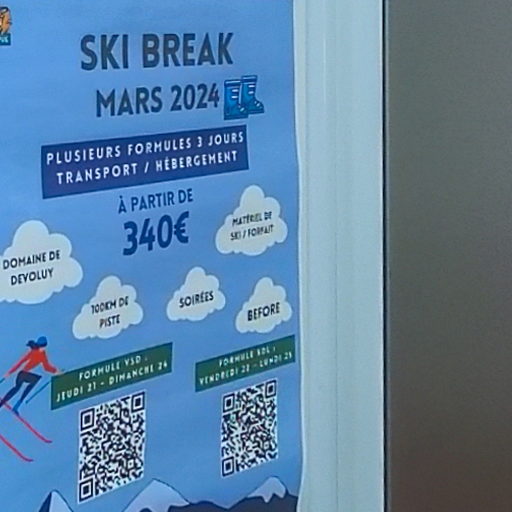 SKI BREAK
MARS 2024
PLUSIEURS FORMULES 3 JOURS
TRANSPORT / HÉBERGEMENT
À PARTIR DE
340€
MATÉRIEL DE
SKI / FORFAIT
DOMAINE DE
DEVOLUY
100KM DE
PISTE
SOIRÉES
BEFORE
FORMULE VSD :
JEUDI 21 - DIMANCHE 24
FORMULE SDL :
VENDREDI 22 - LUNDI 25